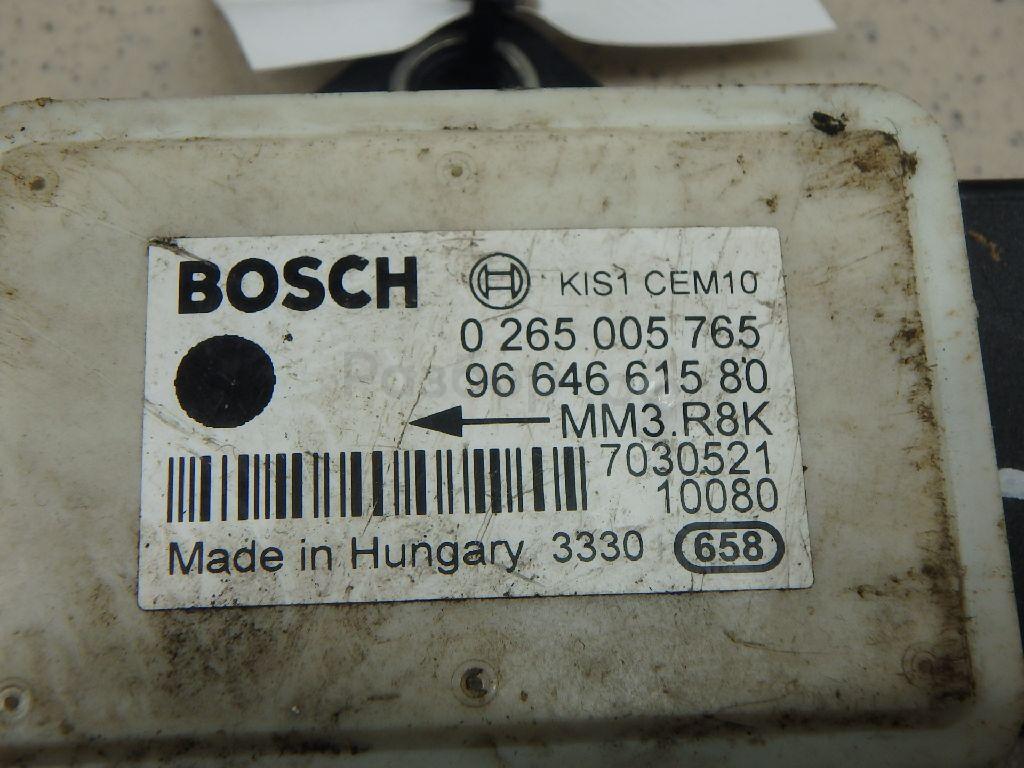 BOSCH KIS1 CEM10
0 265 005 765
96 646 615 80
MM3.R8K
7030521
10080
Made in Hungary 3330 658